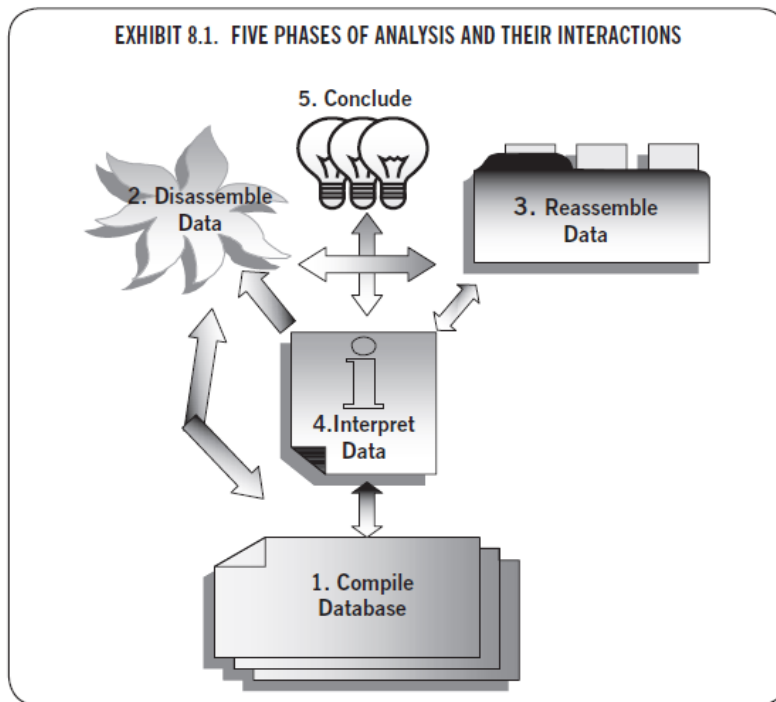 EXHIBIT 8.1. FIVE PHASES OF ANALYSIS AND THEIR INTERACTIONS
5. Conclude
2. Disassemble
Data
3. Reassemble
Data
i
4.Interpret
Data
1. Compile
Database